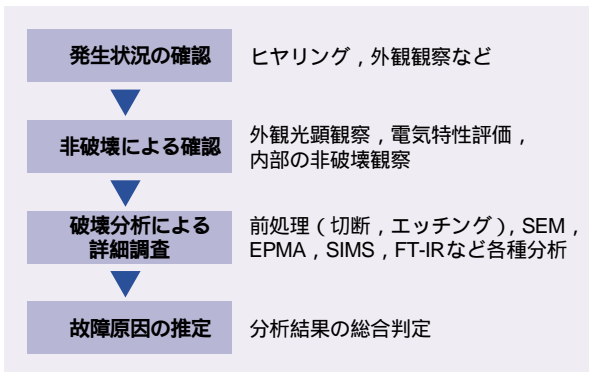 発生状況の確認
ヒヤリング，外観観察など
非破壊による確認
外観光顕観察，電気特性評価，
内部の非破壊観察
破壊分析による
詳細調査
前処理（切断，エッチング），SEM，
EPMA，SIMS，FT-IRなど各種分析
故障原因の推定
分析結果の総合判定